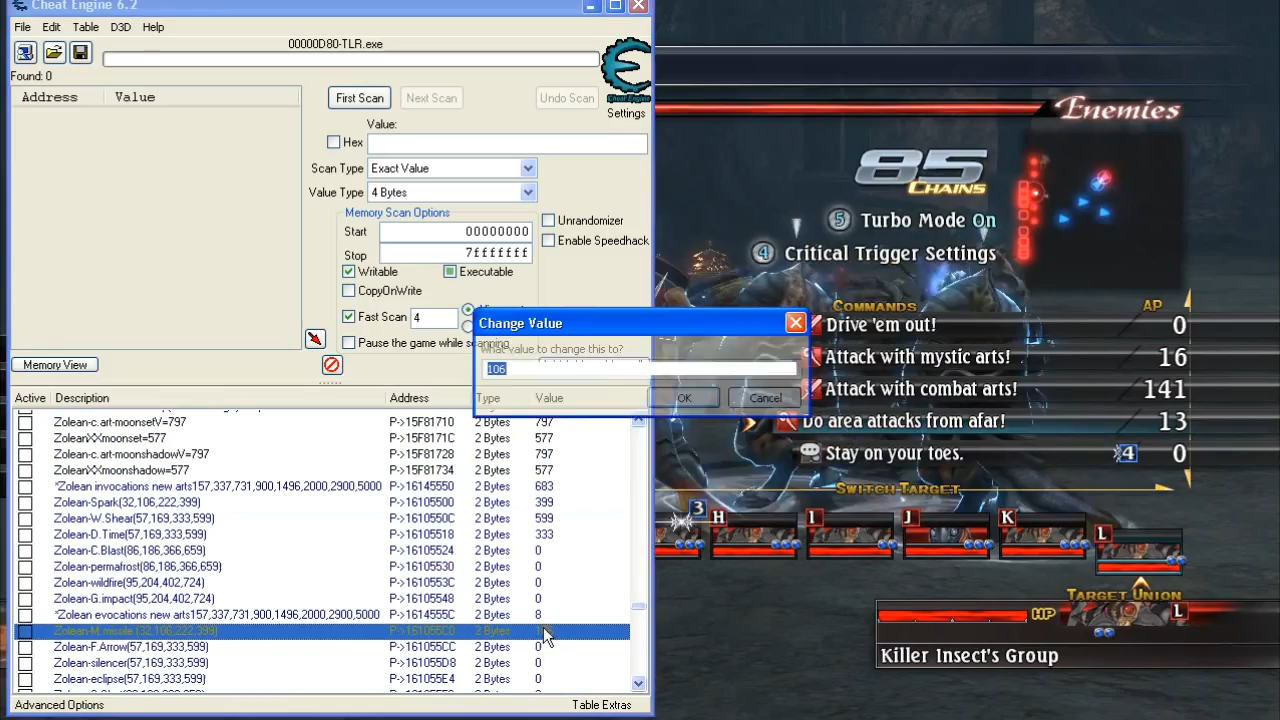 Cheat Engine 6.2
File Edit Table D3D Help
00000D80-TLR.exe
Found: 0
Address Value
First Scan Next Scan Undo Scan
Cheat Engine
Settings
Value:
Hex
Scan Type Exact Value
Value Type 4 Bytes
Memory Scan Options
Start 00000000
Stop 7fffffff
Unrandomizer
Enable Speedhack
Writable Executable
CopyOnWrite
Fast Scan 4
Pause the game while scanning
Memory View
Change Value
What value to change this to?
106
OK Cancel
Active Description Address Type Value
Zolean-c.art-moonsetV=797 P->15F81710 2 Bytes 797
ZoleanXXmoonset=577 P->15F8171C 2 Bytes 577
Zolean-c.art-moonshadowV=797 P->15F81728 2 Bytes 797
ZoleanXXmoonshadow=577 P->15F81734 2 Bytes 577
*Zolean invocations new arts157,337,731,900,1496,2000,2900,5000 P->16145550 2 Bytes 683
Zolean-Spark(32,106,222,399) P->16105500 2 Bytes 399
Zolean-W.Shear(57,169,333,599) P->1610550C 2 Bytes 599
Zolean-D.Time(57,169,333,599) P->16105518 2 Bytes 333
Zolean-C.Blast(86,186,366,659) P->16105524 2 Bytes 0
Zolean-permafrost(86,186,366,659) P->16105530 2 Bytes 0
Zolean-wildfire(95,204,402,724) P->1610553C 2 Bytes 0
Zolean-G.impact(95,204,402,724) P->16105548 2 Bytes 0
*Zolean evocations new arts157,337,731,900,1496,2000,2900,5000 P->1614555C 2 Bytes 8
Zolean-M.missile (32,106,222,399) P->161055C0 2 Bytes
Zolean-F.Arrow(57,169,333,599) P->161055CC 2 Bytes 0
Zolean-silencer(57,169,333,599) P->161055D8 2 Bytes 0
Zolean-eclipse(57,169,333,599) P->161055E4 2 Bytes 0
Advanced Options Table Extras
Enemies
85 CHAINS
5 Turbo Mode On
4 Critical Trigger Settings
COMMANDS AP
Drive 'em out! 0
Attack with mystic arts! 16
Attack with combat arts! 141
Do area attacks from afar! 13
Stay on your toes. 4 0
SWITCH TARGET
3 H I J K L
TARGET UNION
HP L
Killer Insect's Group